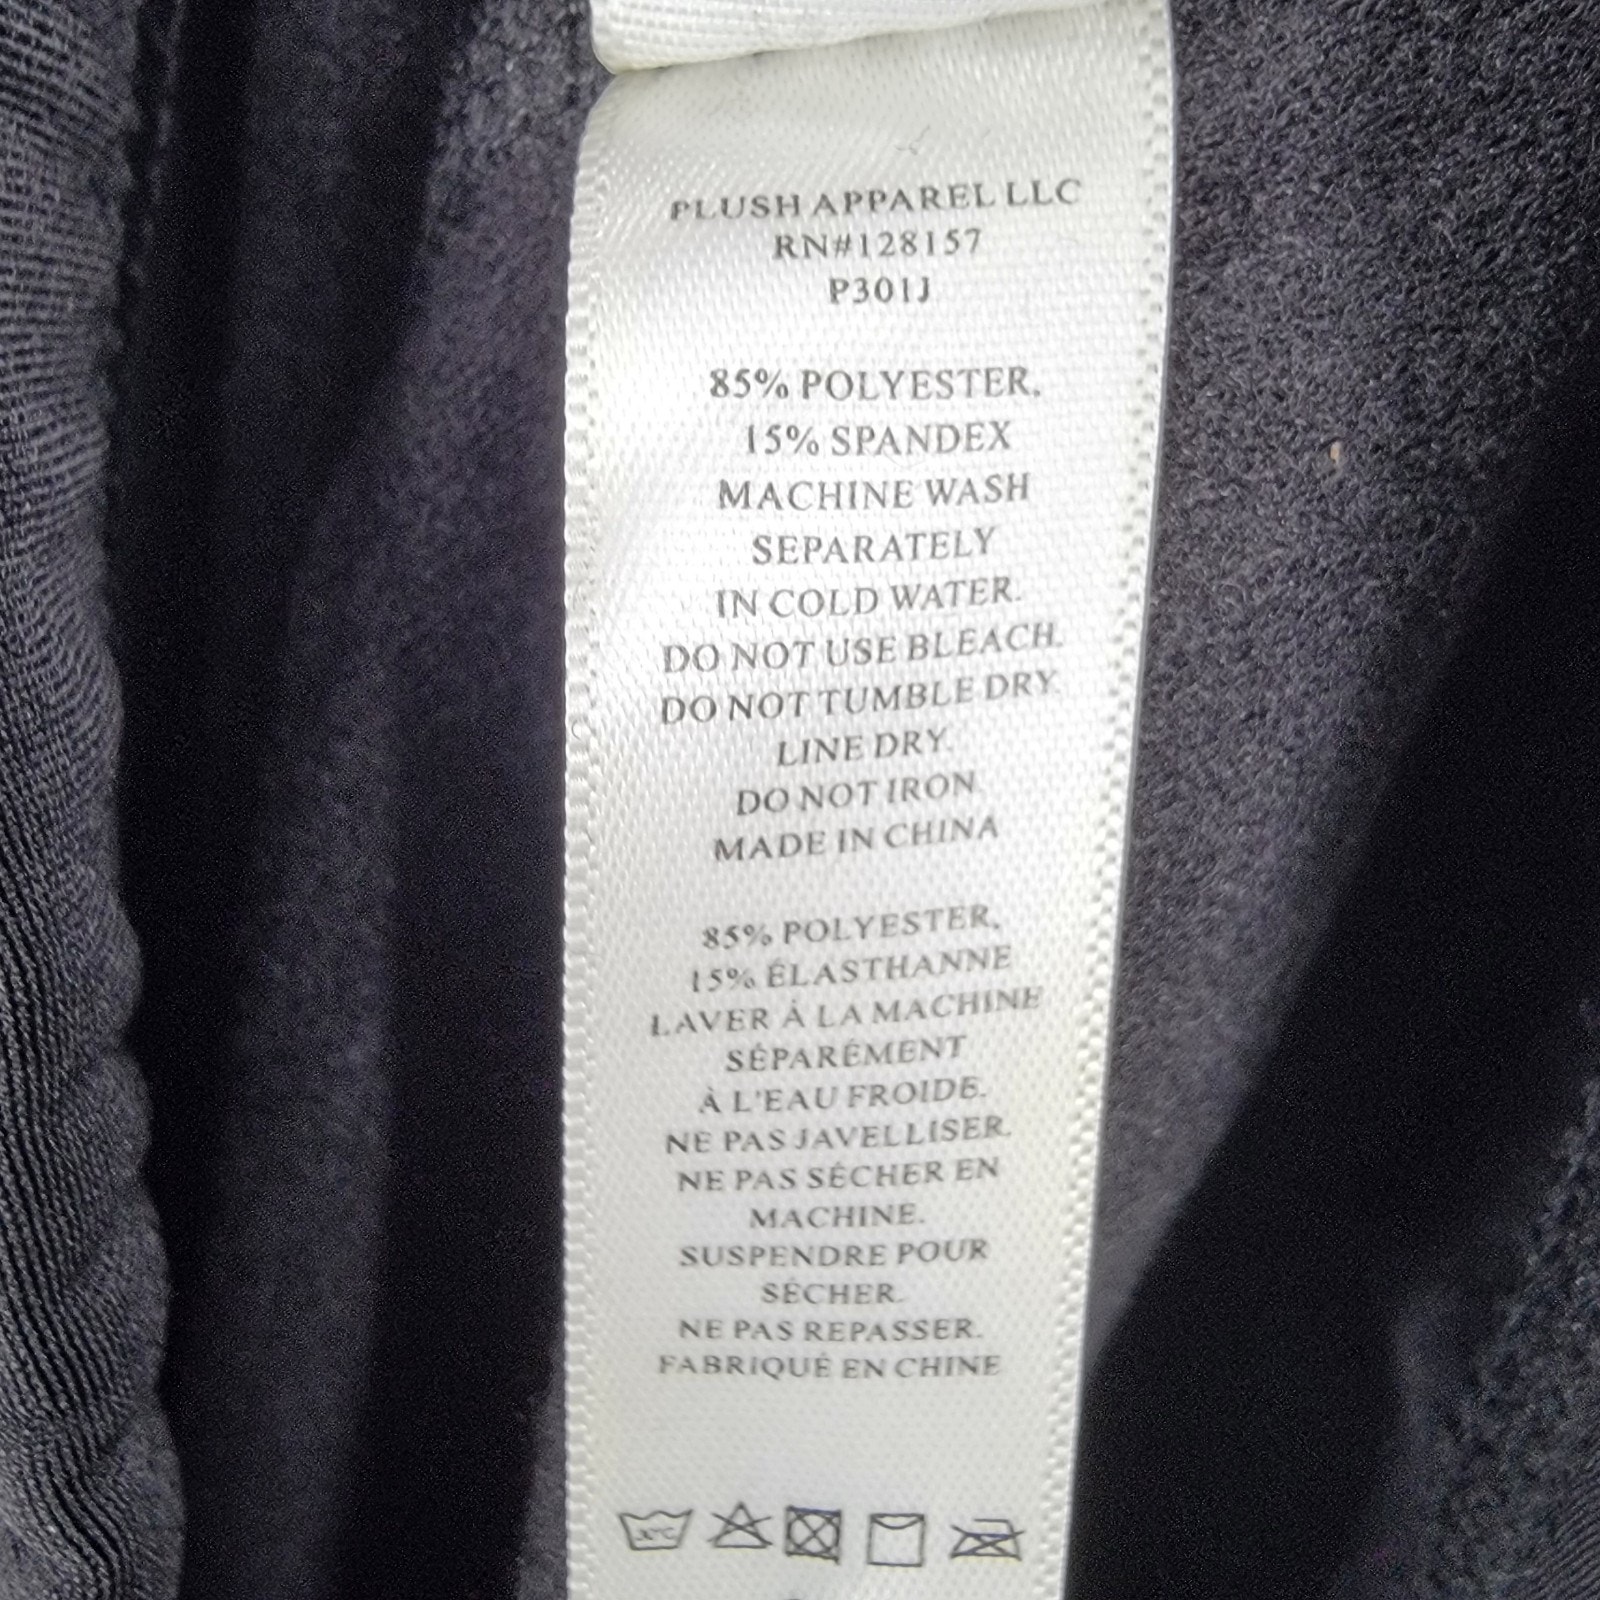 PLUSH APPAREL LLC
RN#128157
P301J
85% POLYESTER,
15% SPANDEX
MACHINE WASH
SEPARATELY
IN COLD WATER.
DO NOT USE BLEACH.
DO NOT TUMBLE DRY.
LINE DRY.
DO NOT IRON
MADE IN CHINA
85% POLYESTER,
15% ÉLASTHANNE
LAVER À LA MACHINE
SÉPARÉMENT
À L'EAU FROIDE.
NE PAS JAVELLISER.
NE PAS SÉCHER EN
MACHINE.
SUSPENDRE POUR
SÉCHER.
NE PAS REPASSER.
FABRIQUÉ EN CHINE
30°C